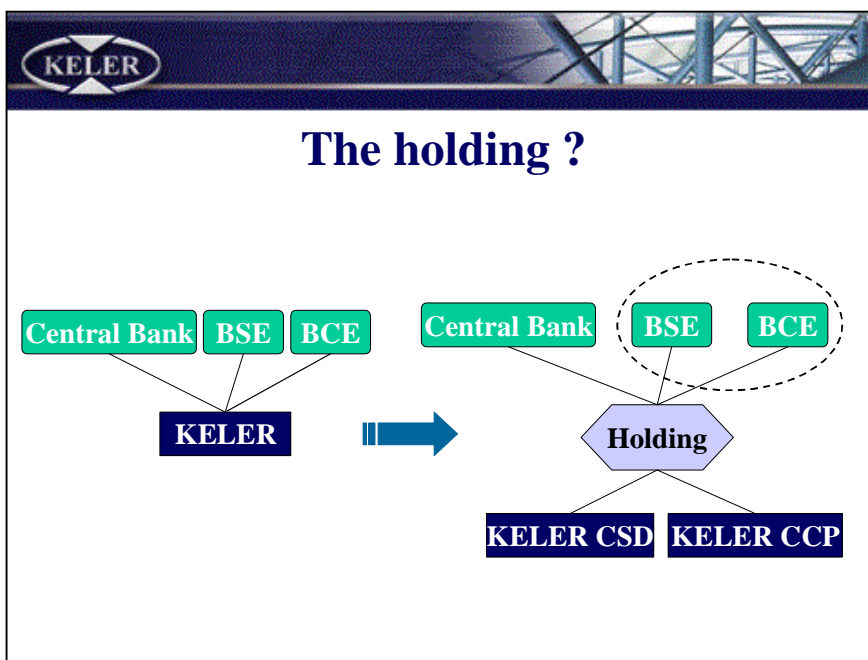 KELER
The holding ?
Central Bank BSE BCE
KELER
Central Bank BSE BCE
Holding
KELER CSD KELER CCP